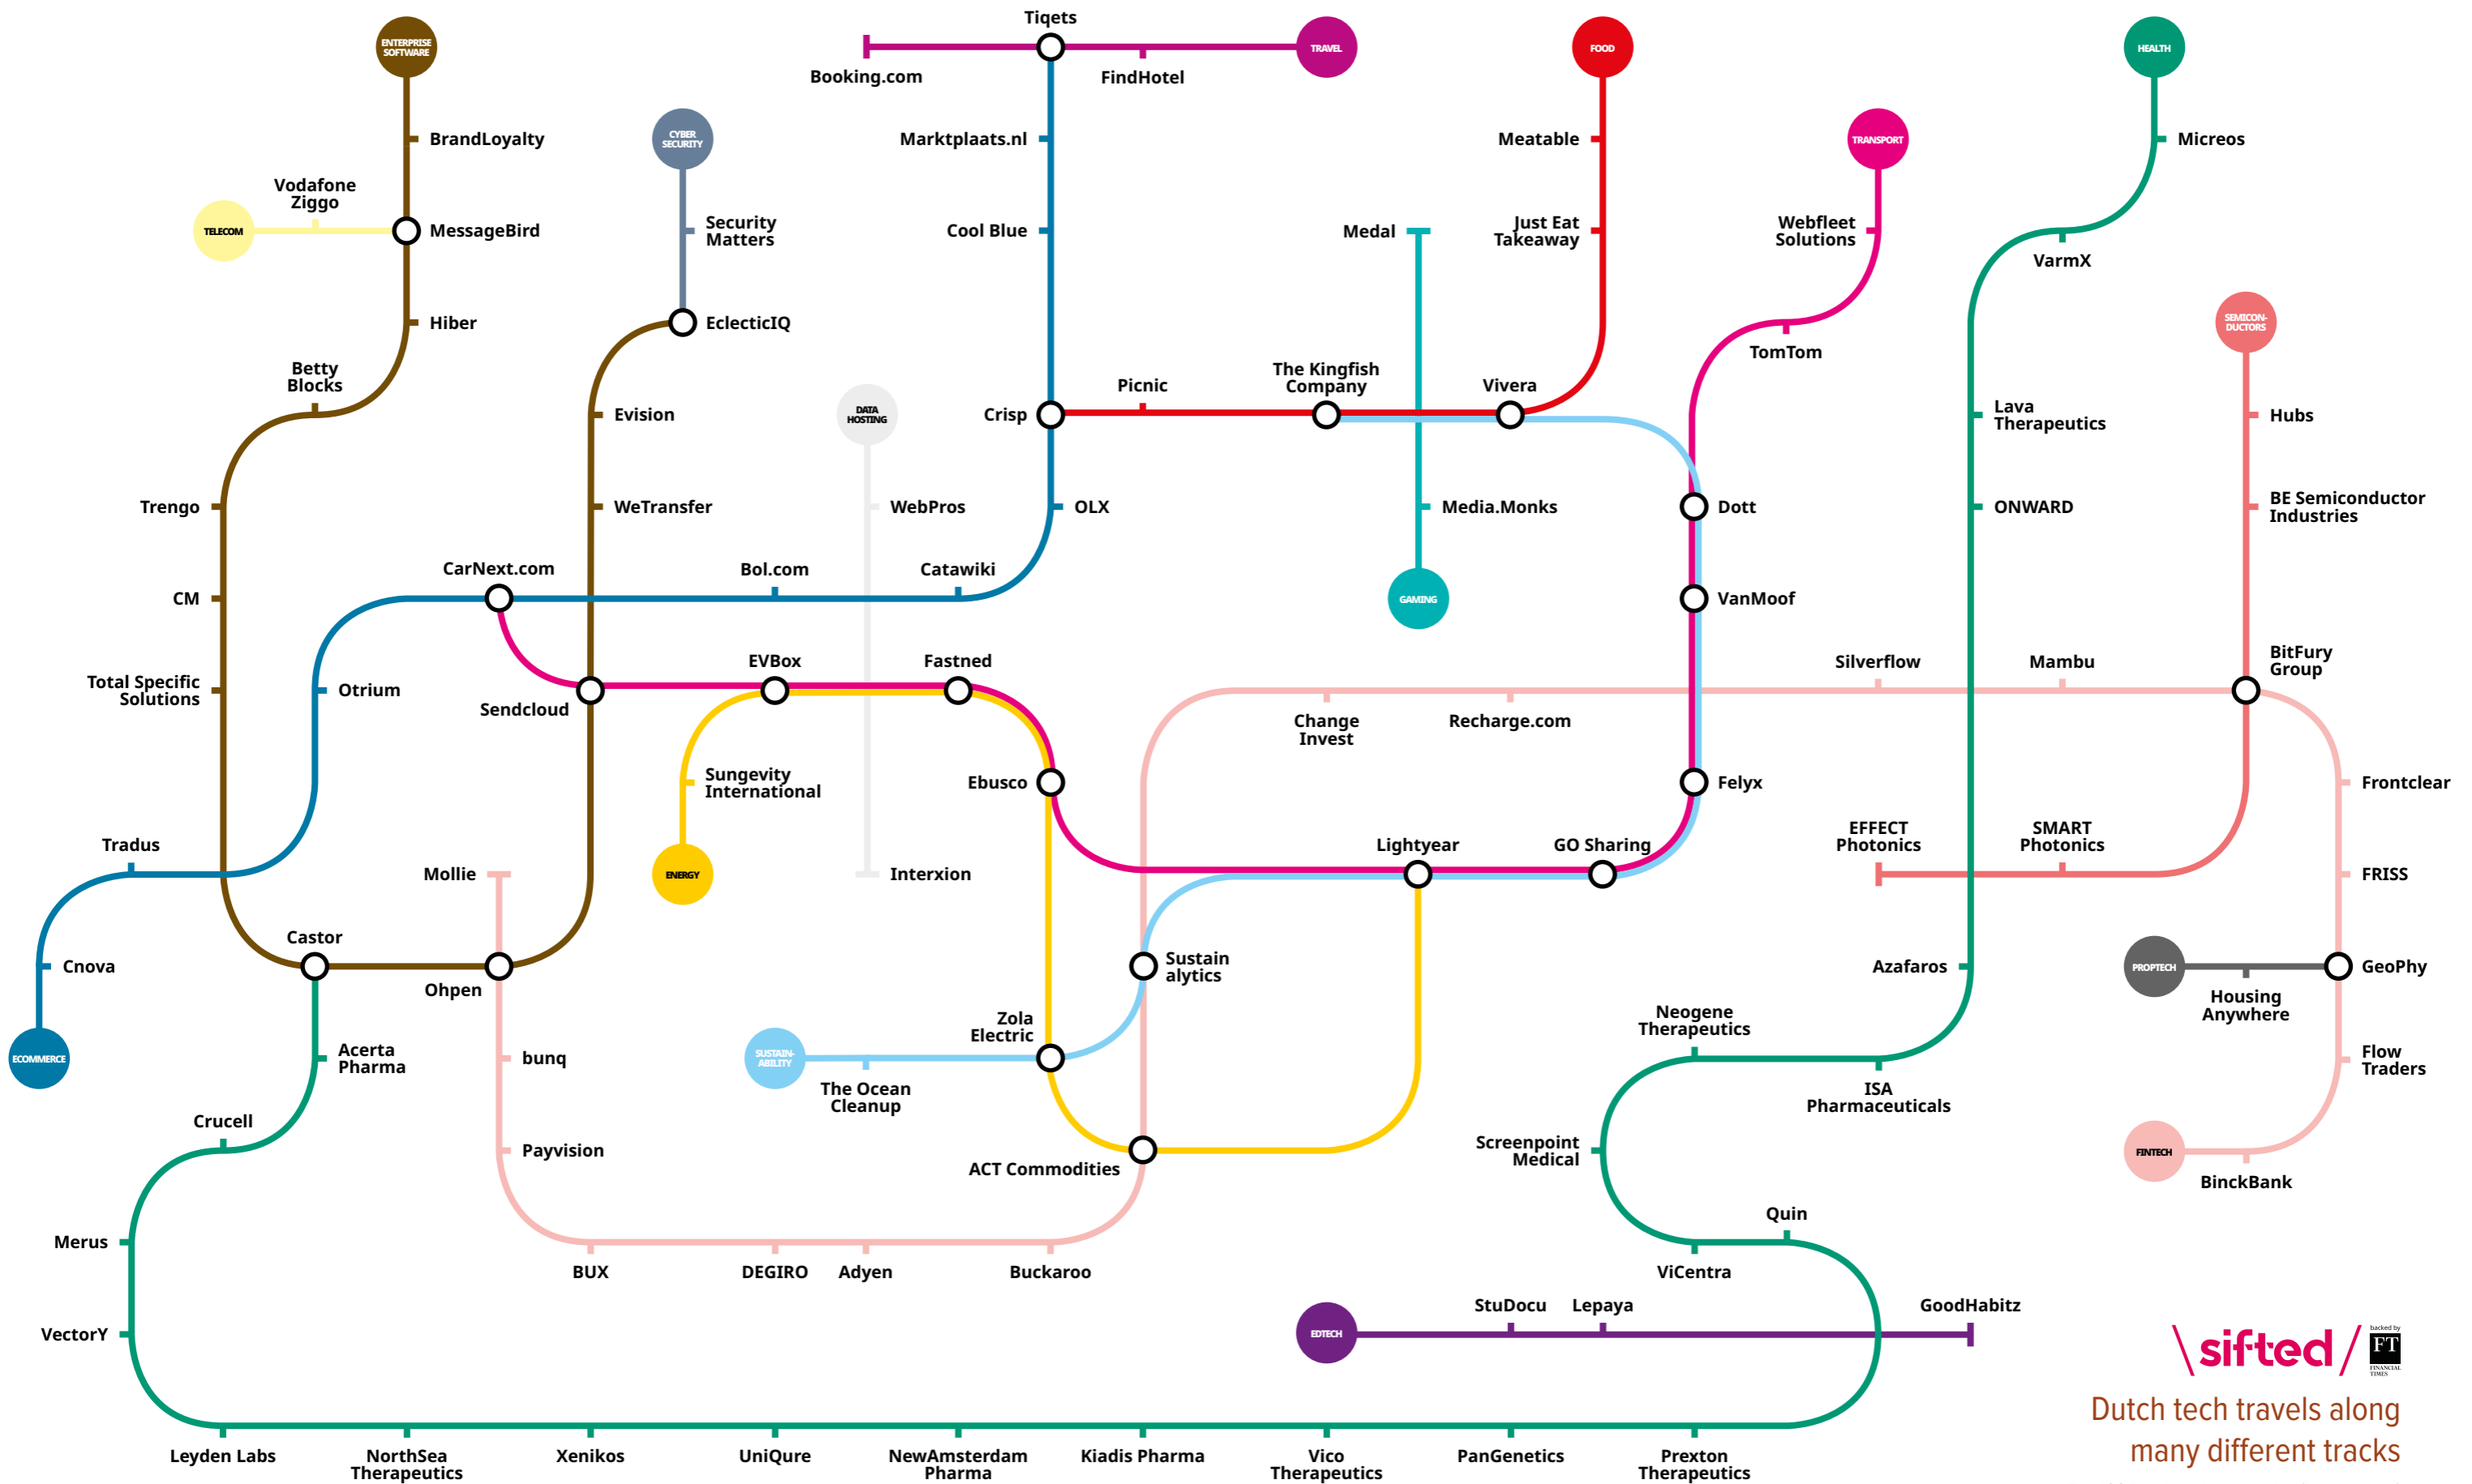 Tiqets
ENTERPRISE
SOFTWARE
TRAVEL
FOOD
HEALTH
Booking.com
FindHotel
BrandLoyalty
CYBER
SECURITY
Marktplaats.nl
Meatable
TRANSPORT
Micreos
Vodafone
Ziggo
TELECOM
MessageBird
Security
Matters
Cool Blue
Medal
Just Eat
Takeaway
Webfleet
Solutions
VarmX
Hiber
EclecticIQ
SEMICON-
DUCTORS
TomTom
Betty
Blocks
The Kingfish
Company
Picnic
Vivera
Evision
DATA
HOSTING
Crisp
Lava
Therapeutics
Hubs
Trengo
WeTransfer
WebPros
OLX
Media.Monks
Dott
ONWARD
BE Semiconductor
Industries
CarNext.com
Bol.com
Catawiki
CM
GAMING
VanMoof
EVBox
Fastned
Silverflow
Mambu
BitFury
Group
Total Specific
Solutions
Otrium
Sendcloud
Change
Invest
Recharge.com
Sungevity
International
Ebusco
Felyx
Frontclear
Tradus
Lightyear
GO Sharing
EFFECT
Photonics
SMART
Photonics
Mollie
ENERGY
Interxion
FRISS
Castor
Cnova
Ohpen
Sustain
alytics
Azafaros
PROPTECH
GeoPhy
Housing
Anywhere
Zola
Electric
Neogene
Therapeutics
ECOMMERCE
Acerta
Pharma
bunq
SUSTAIN-
ABILITY
The Ocean
Cleanup
ISA
Pharmaceuticals
Flow
Traders
Crucell
Payvision
ACT Commodities
Screenpoint
Medical
FINTECH
BinckBank
Quin
Merus
BUX
DEGIRO
Adyen
Buckaroo
ViCentra
StuDocu
Lepaya
GoodHabitz
VectorY
EDTECH
\sifted/
backed by
FT
FINANCIAL
TIMES
Dutch tech travels along
many different tracks
Leyden Labs
NorthSea
Therapeutics
Xenikos
UniQure
NewAmsterdam
Pharma
Kiadis Pharma
Vico
Therapeutics
PanGenetics
Prexton
Therapeutics